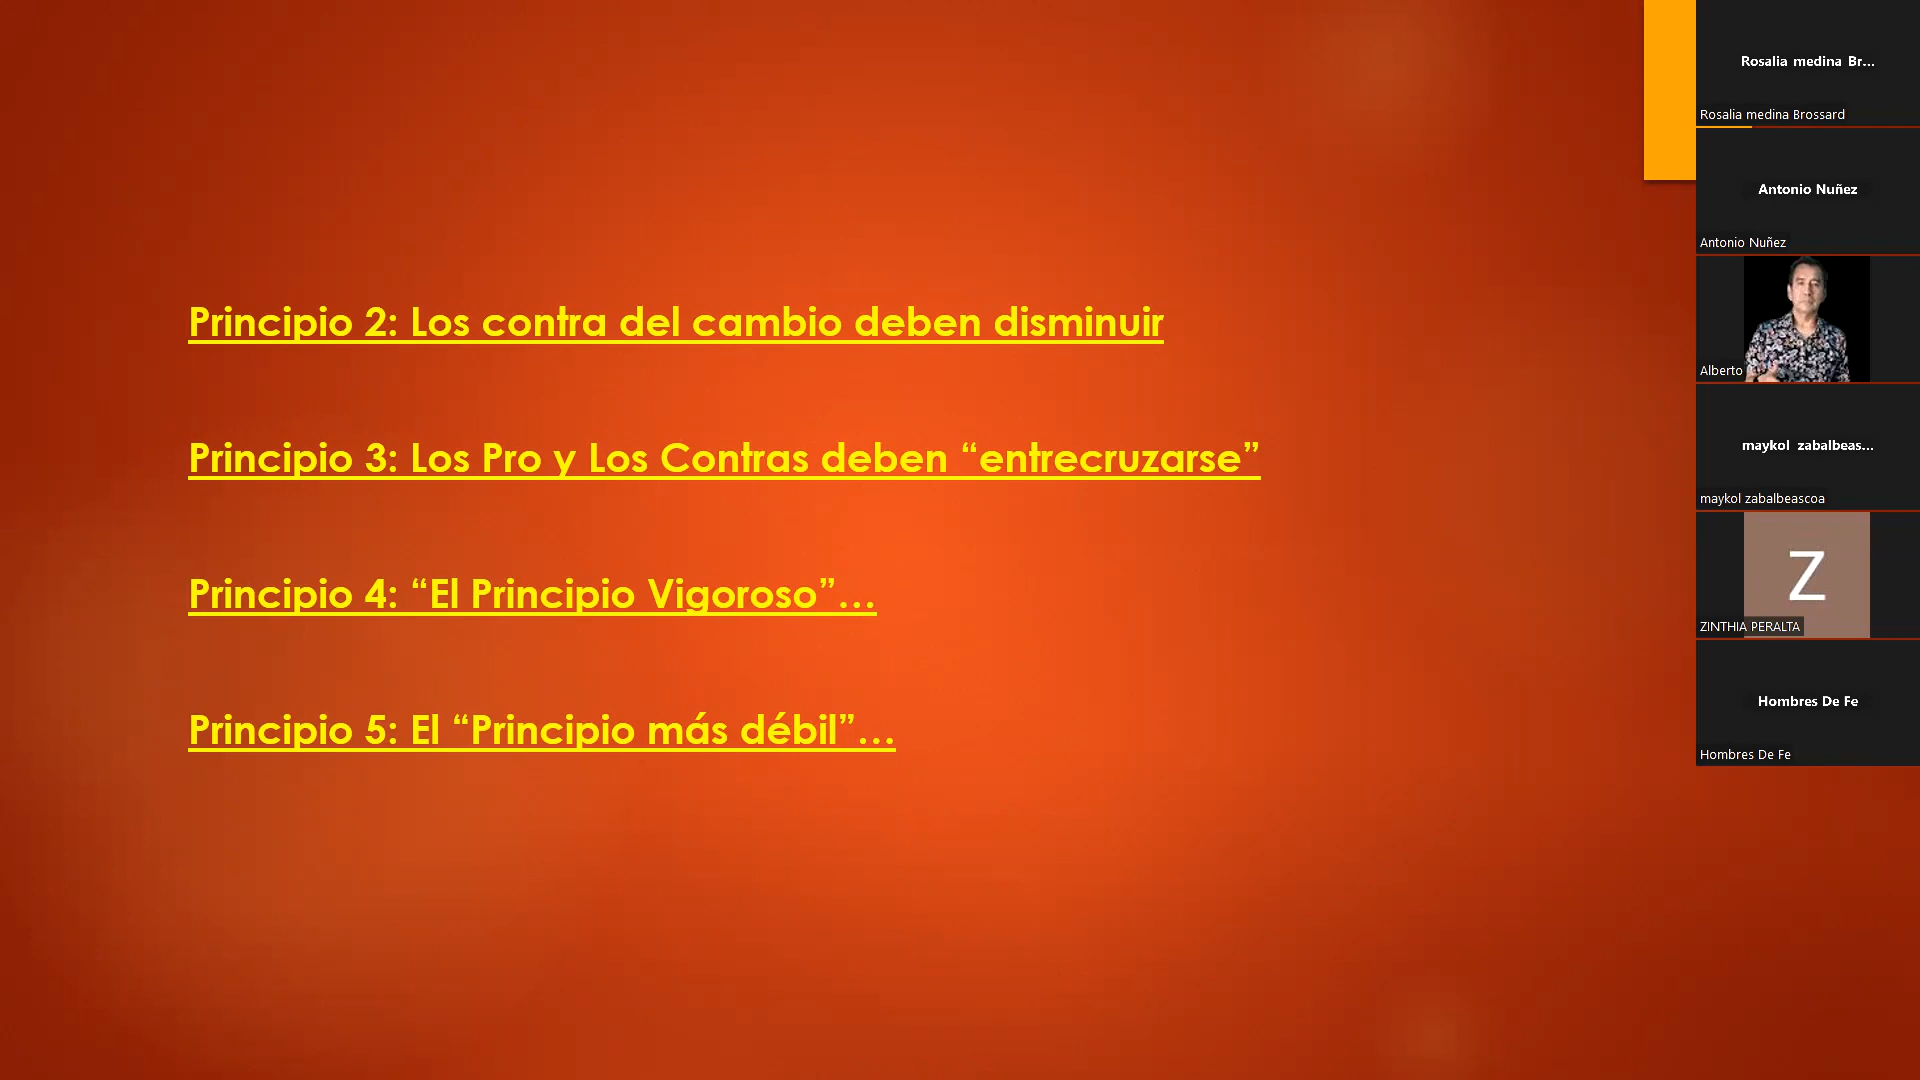 Principio 2: Los contra del cambio deben disminuir
Principio 3: Los Pro y Los Contras deben “entrecruzarse”
Principio 4: “El Principio Vigoroso”...
Principio 5: El “Principio más débil”...
Rosalia medina Br...
Rosalia medina Brossard
Antonio Nuñez
Antonio Nuñez
Alberto
maykol zabalbeas...
maykol zabalbeascoa
Z
ZINTHIA PERALTA
Hombres De Fe
Hombres De Fe